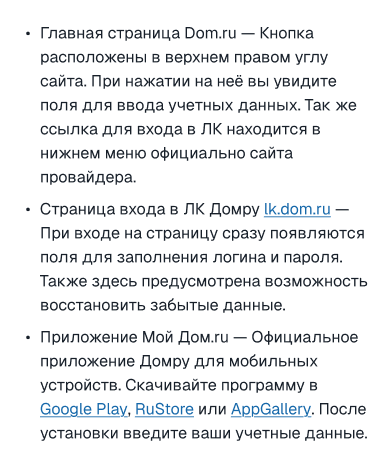 • Главная страница Dom.ru — Кнопка
расположены в верхнем правом углу
сайта. При нажатии на неё вы увидите
поля для ввода учетных данных. Так же
ссылка для входа в ЛК находится в
нижнем меню официально сайта
провайдера.
• Страница входа в ЛК Домру lk.dom.ru —
При входе на страницу сразу появляются
поля для заполнения логина и пароля.
Также здесь предусмотрена возможность
восстановить забытые данные.
• Приложение Мой Дом.ru — Официальное
приложение Домру для мобильных
устройств. Скачивайте программу в
Google Play, RuStore или AppGallery. После
установки введите ваши учетные данные.